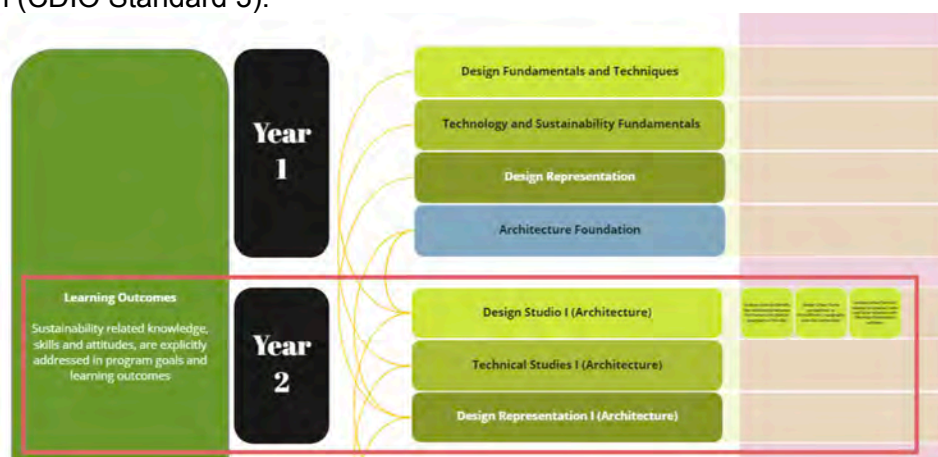 (CDIO Standard 5).
Design Fundamentals and Techniques
Technology and Sustainability Fundamentals
Year
1
Design Representation
Architecture Foundation
Learning Outcomes
Sustainability related knowledge,
skills and attitudes, are explicitly
addressed in program goals and
learning outcomes
Year
2
Design Studio I (Architecture)
Technical Studies I (Architecture)
Design Representation I (Architecture)